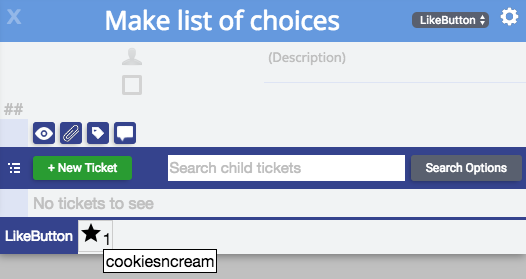 X Make list of choices LikeButton
(Description)
##
+ New Ticket Search child tickets Search Options
No tickets to see
LikeButton ★1
cookiesncream